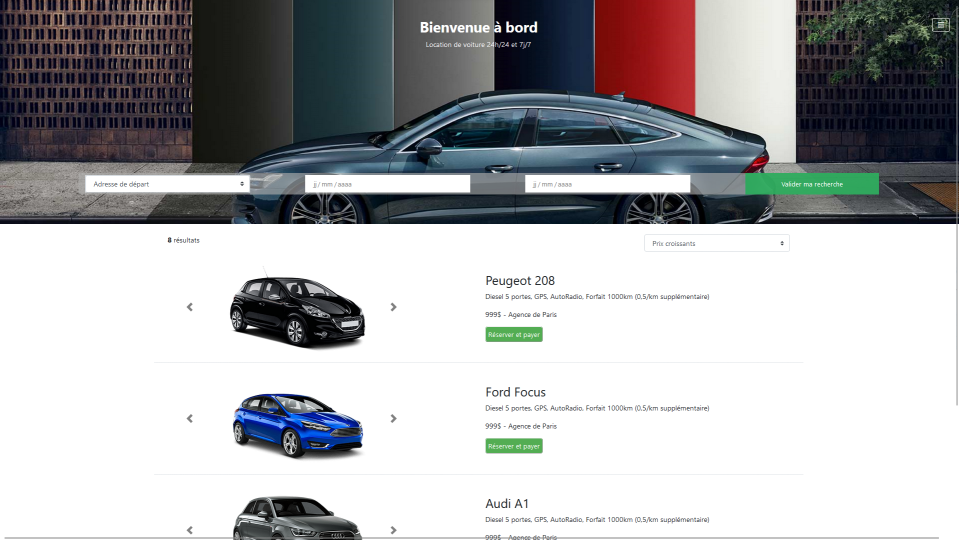 Bienvenue à bord
Location de voiture 24h/24 et 7j/7
Adresse de départ
jj / mm / aaaa
jj / mm / aaaa
Valider ma recherche
8 résultats
Prix croissants
Peugeot 208
Diesel 5 portes, GPS, AutoRadio, Forfait 1000km (0,5/km supplémentaire)
999$ - Agence de Paris
Réserver et payer
Ford Focus
Diesel 5 portes, GPS, AutoRadio, Forfait 1000km (0,5/km supplémentaire)
999$ - Agence de Paris
Réserver et payer
Audi A1
Diesel 5 portes, GPS, AutoRadio, Forfait 1000km (0,5/km supplémentaire)
999$ - Agence de Paris